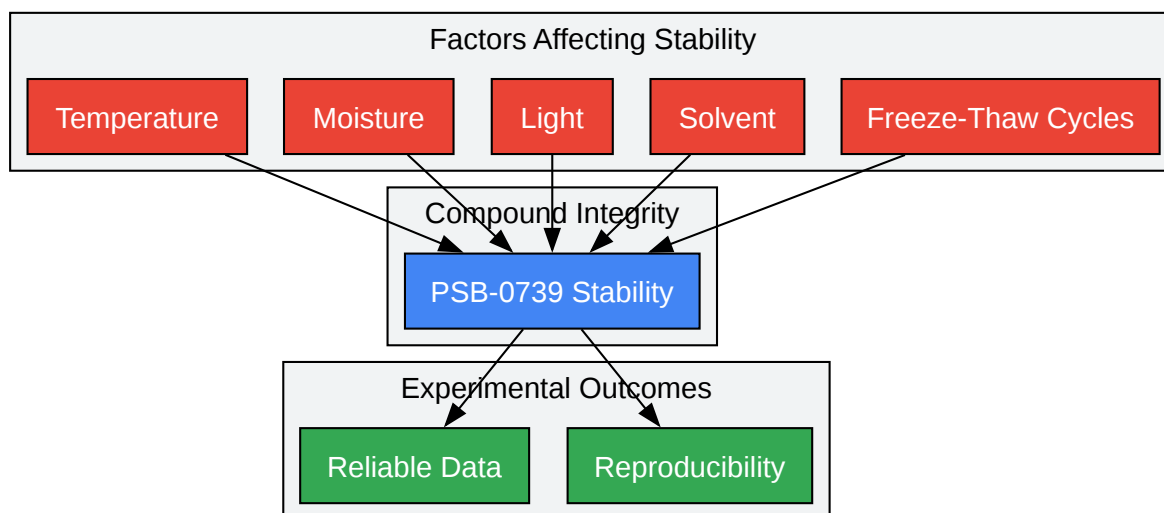 Factors Affecting Stability
Temperature
Moisture
Light
Solvent
Freeze-Thaw Cycles
Compound Integrity
PSB-0739 Stability
Experimental Outcomes
Reliable Data
Reproducibility